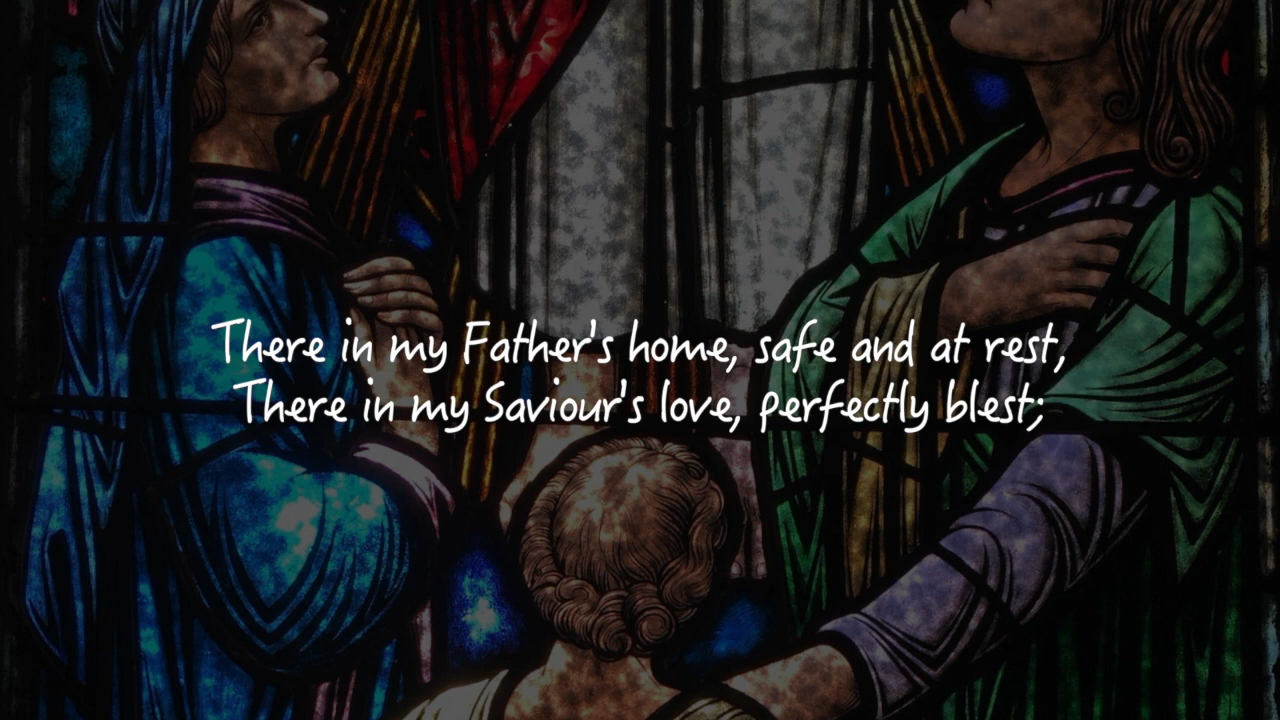 There in my Father's home, safe and at rest,
There in my Saviour's love, perfectly blest;